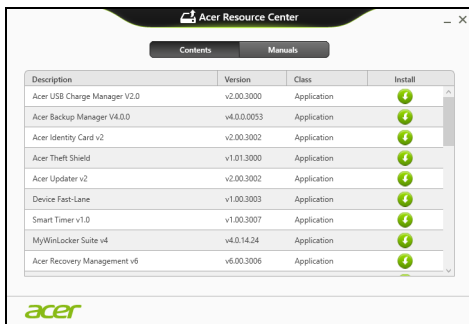 Acer Resource Center
Contents Manuals
Description Version Class Install
Acer USB Charge Manager V2.0 v2.00.3000 Application
Acer Backup Manager V4.0.0 v4.0.0.0053 Application
Acer Identity Card v2 v2.00.3002 Application
Acer Theft Shield v1.01.3000 Application
Acer Updater v2 v2.00.3002 Application
Device Fast-Lane v1.00.3003 Application
Smart Timer v1.0 v1.00.3007 Application
MyWinLocker Suite v4 v4.0.14.24 Application
Acer Recovery Management v6 v6.00.3006 Application
acer